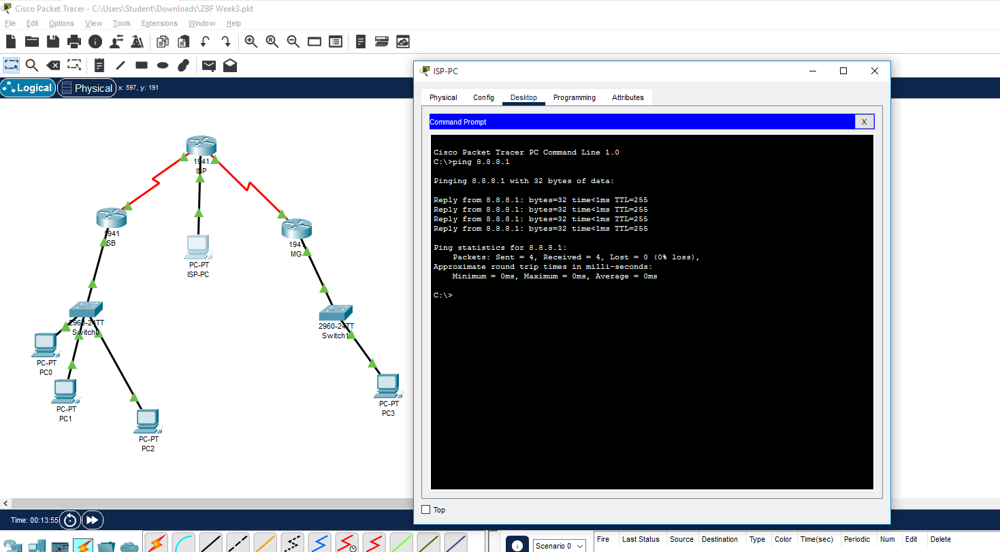 Cisco Packet Tracer - C:\Users\Student\Downloads\ZBF Week3.pkt
File Edit Options View Tools Extensions Window Help
Logical Physical x: 597, y: 191
1941
ISP
1941
SB
PC-PT
ISP-PC
1941
MG
2960-24TT
Switch0
2960-24TT
Switch1
PC-PT
PC0
PC-PT
PC1
PC-PT
PC2
PC-PT
PC3
ISP-PC
Physical Config Desktop Programming Attributes
Command Prompt X
Cisco Packet Tracer PC Command Line 1.0
C:\>ping 8.8.8.1
Pinging 8.8.8.1 with 32 bytes of data:
Reply from 8.8.8.1: bytes=32 time<1ms TTL=255
Reply from 8.8.8.1: bytes=32 time<1ms TTL=255
Reply from 8.8.8.1: bytes=32 time<1ms TTL=255
Reply from 8.8.8.1: bytes=32 time<1ms TTL=255
Ping statistics for 8.8.8.1:
Packets: Sent = 4, Received = 4, Lost = 0 (0% loss),
Approximate round trip times in milli-seconds:
Minimum = 0ms, Maximum = 0ms, Average = 0ms
C:\>
Top
Time: 00:13:55
Scenario 0
Fire Last Status Source Destination Type Color Time(sec) Periodic Num Edit Delete